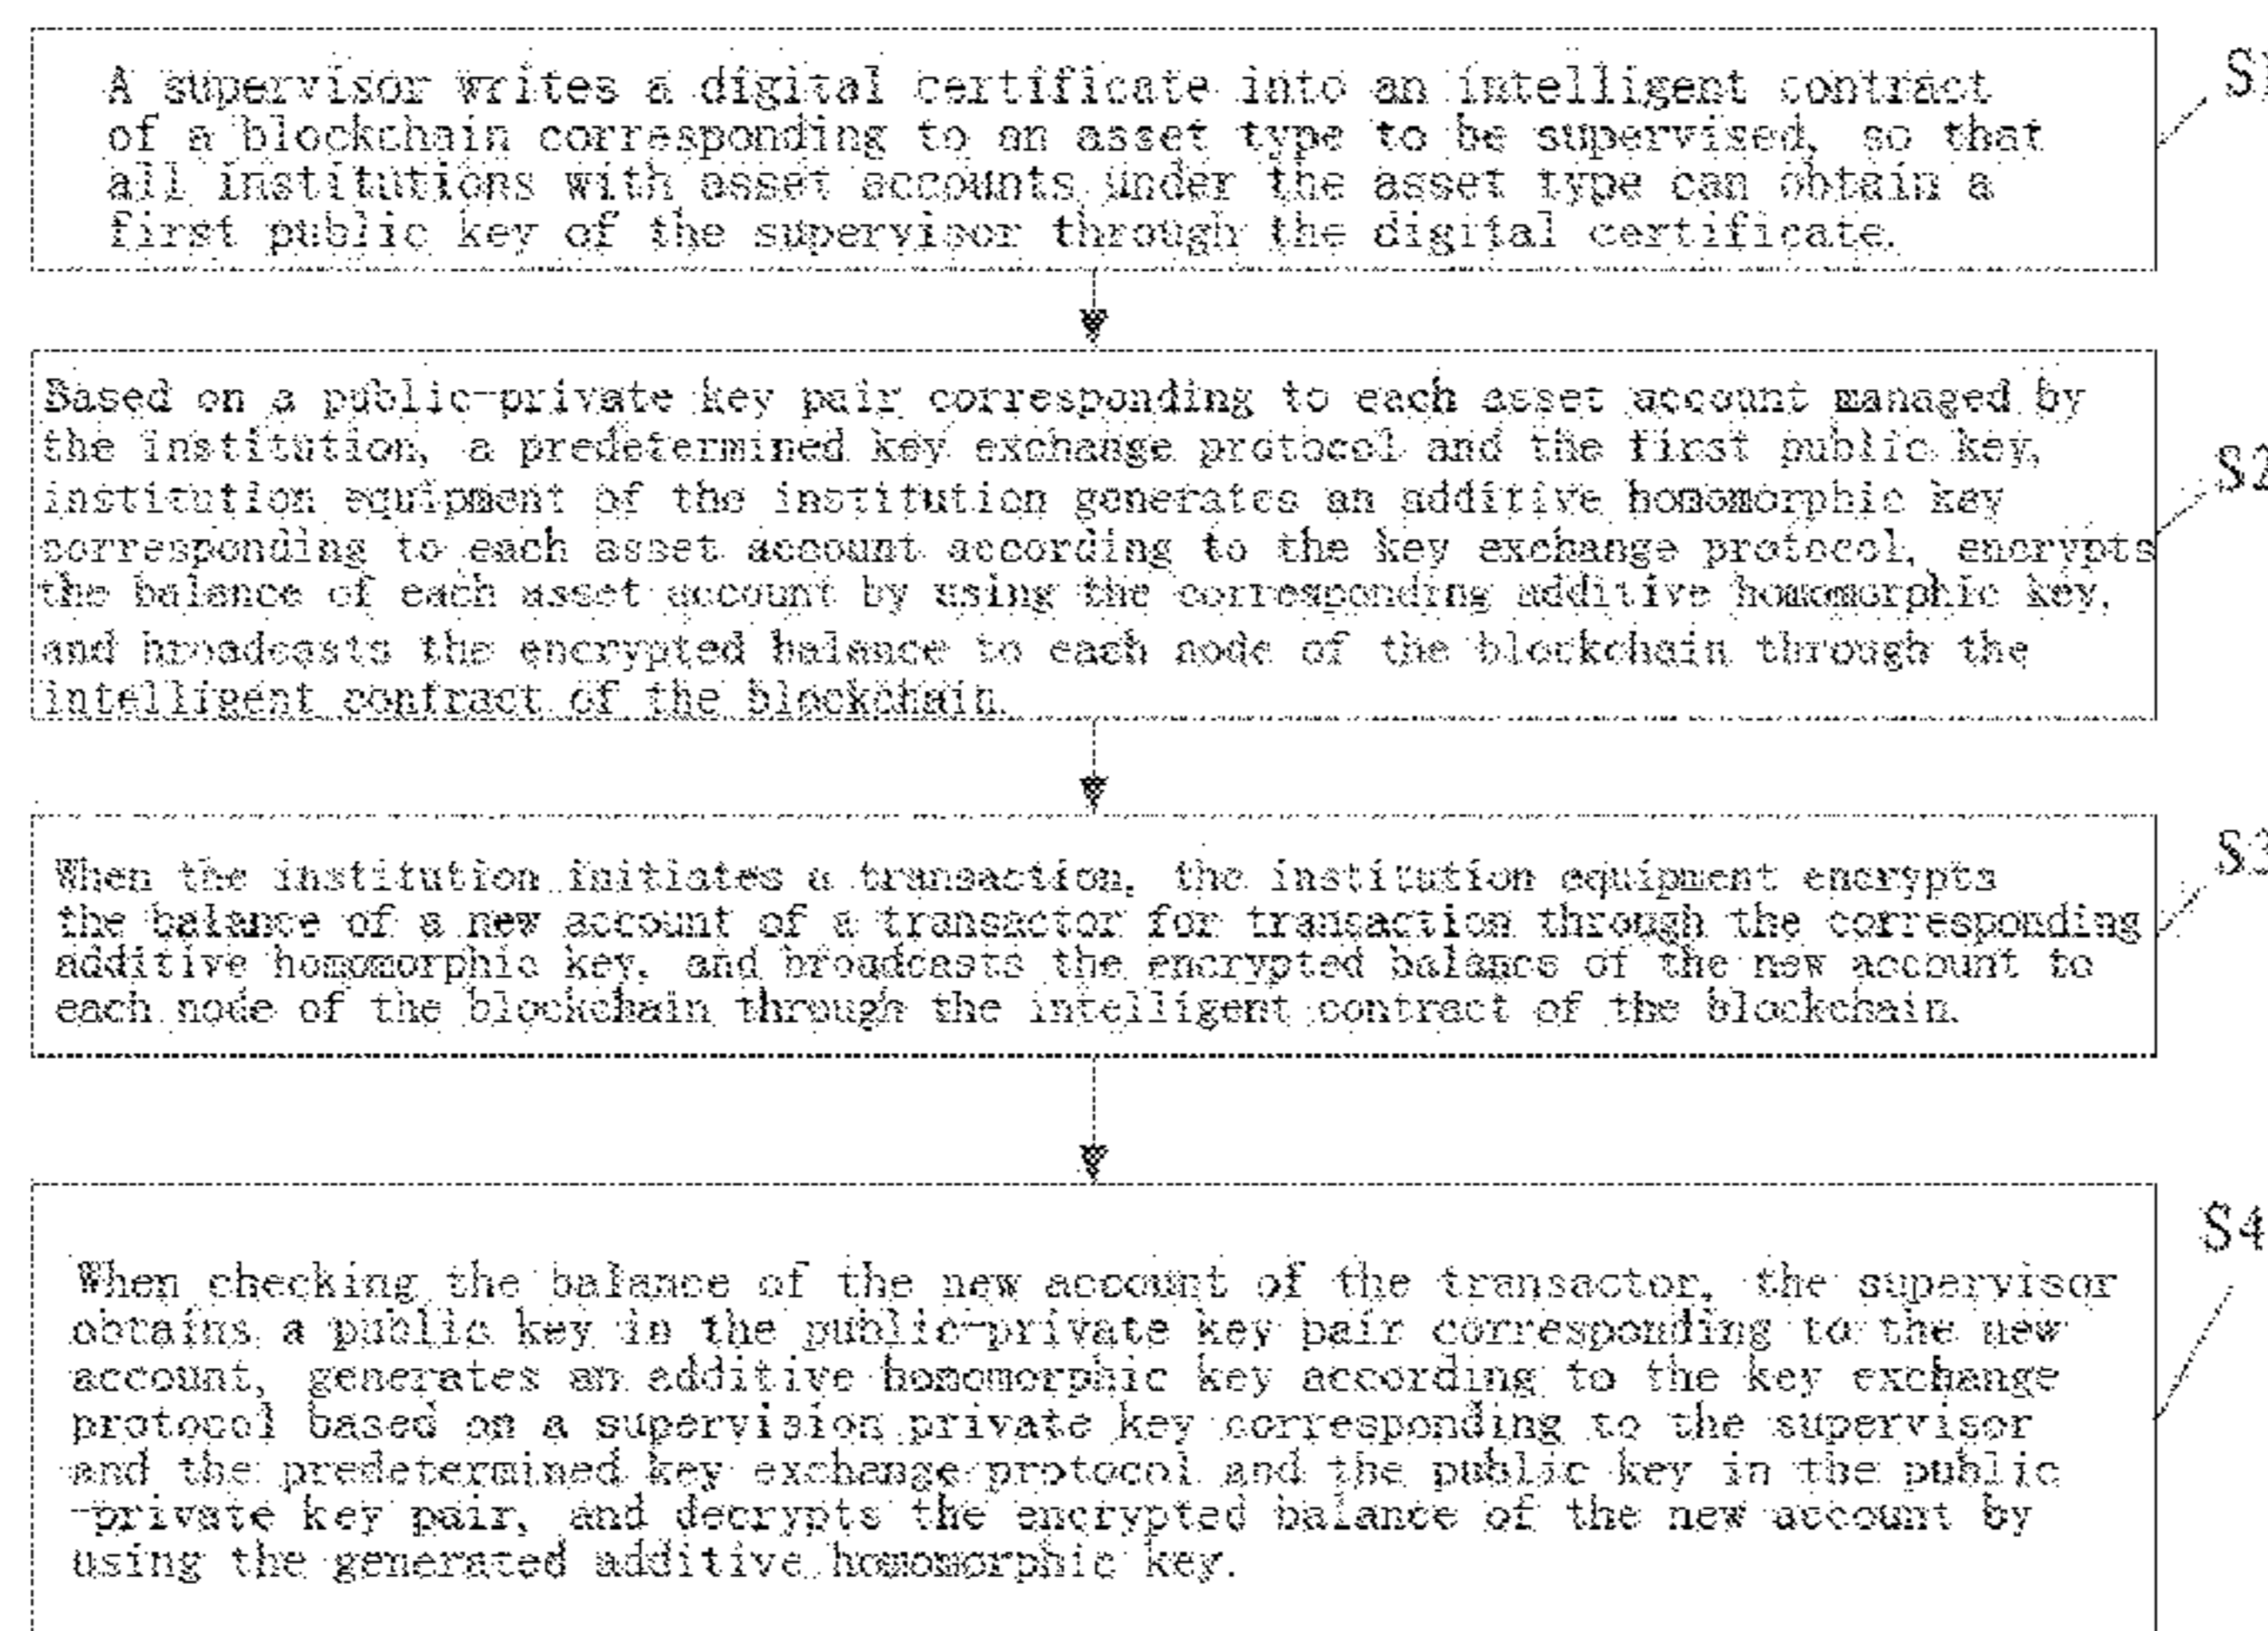 A supervisor writes a digital certificate into an intelligent contract
of a blockchain corresponding to an asset type to be supervised, so that
all institutions with asset accounts under the asset type can obtain a
first public key of the supervisor through the digital certificate.
S1
Based on a public-private key pair corresponding to each asset account managed by
the institution, a predetermined key exchange protocol and the first public key,
institution equipment of the institution generates an additive homomorphic key
corresponding to each asset account according to the key exchange protocol, encrypts
the balance of each asset account by using the corresponding additive homomorphic key,
and broadcasts the encrypted balance to each node of the blockchain through the
intelligent contract of the blockchain.
S2
When the institution initiates a transaction, the institution equipment encrypts
the balance of a new account of a transactor for transaction through the corresponding
additive homomorphic key, and broadcasts the encrypted balance of the new account to
each node of the blockchain through the intelligent contract of the blockchain.
S3
When checking the balance of the new account of the transactor, the supervisor
obtains a public key in the public-private key pair corresponding to the new
account, generates an additive homomorphic key according to the key exchange
protocol based on a supervision private key corresponding to the supervisor
and the predetermined key exchange protocol and the public key in the public
-private key pair, and decrypts the encrypted balance of the new account by
using the generated additive homomorphic key.
S4